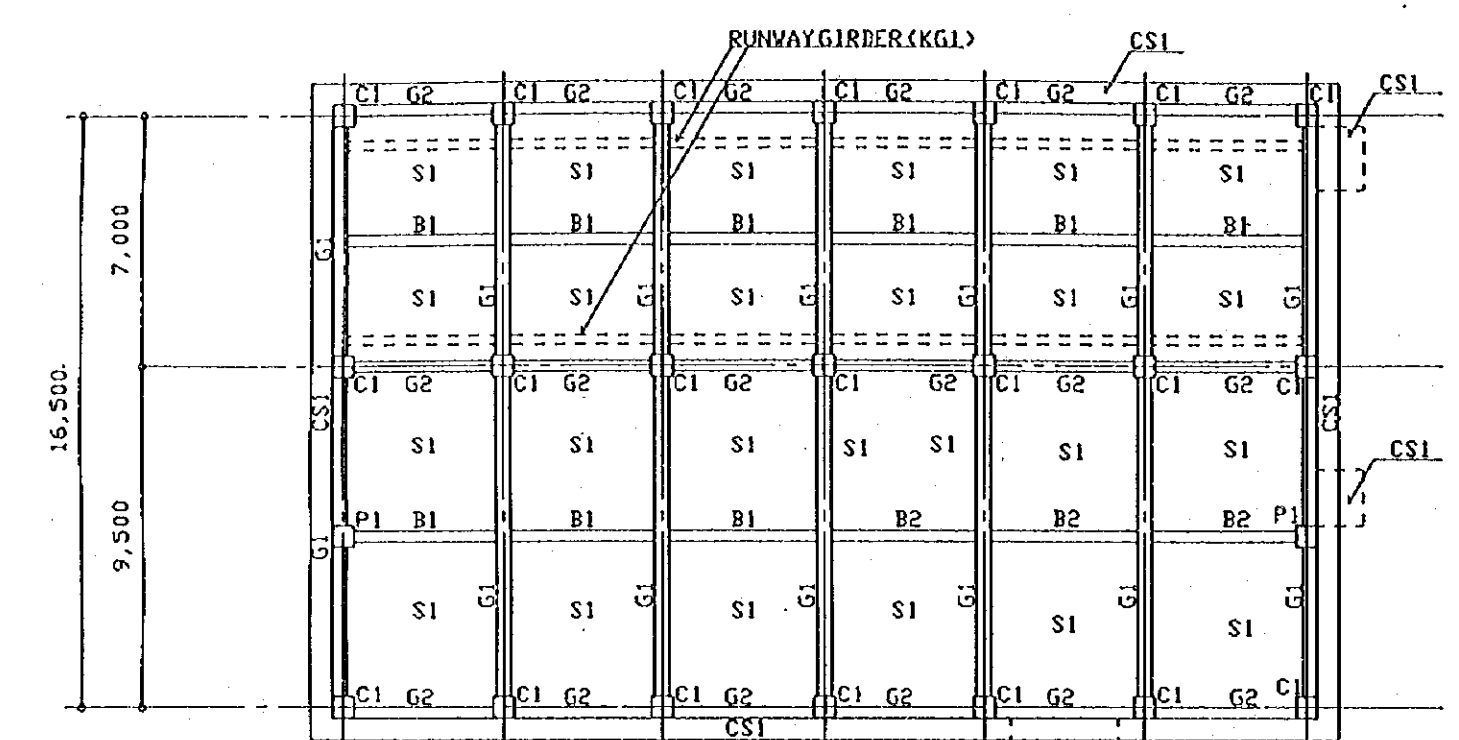 RUNWAY GIRDER (KG1) CS1
CS1
C1 G2 C1 G2 C1 G2 C1 G2 C1 G2 C1 G2 C1
S1 S1 S1 S1 S1 S1
7,000
G1 B1 B1 B1 B1 B1 B1
S1 G1 S1 G1 S1 G1 S1 G1 S1 G1 S1 G1
16,500
C1 G2 C1 G2 C1 G2 C1 G2 C1 G2 C1 G2 C1
CS1 CS1
S1 S1 S1 S1 S1 S1 S1 CS1
9,500
P1 B1 B1 B1 B2 B2 B2 P1
G1
S1 G1 S1 G1 S1 G1 S1 G1 S1 G1 S1 G1
C1 G2 C1 G2 C1 G2 C1 G2 C1 G2 C1 G2 C1
CS1